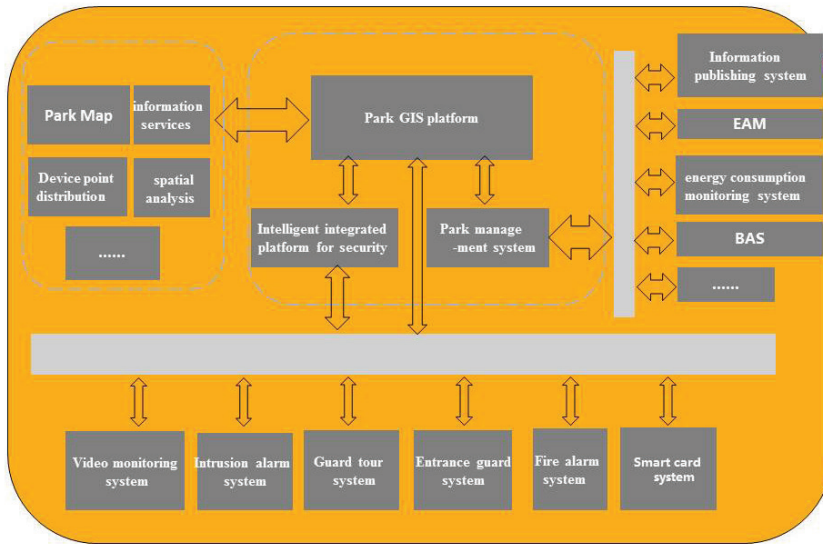 Park Map
information
services
Device point
distribution
spatial
analysis
......
Park GIS platform
Intelligent integrated
platform for security
Park manage
-ment system
Information
publishing system
EAM
energy consumption
monitoring system
BAS
......
Video monitoring
system
Intrusion alarm
system
Guard tour
system
Entrance guard
system
Fire alarm
system
Smart card
system